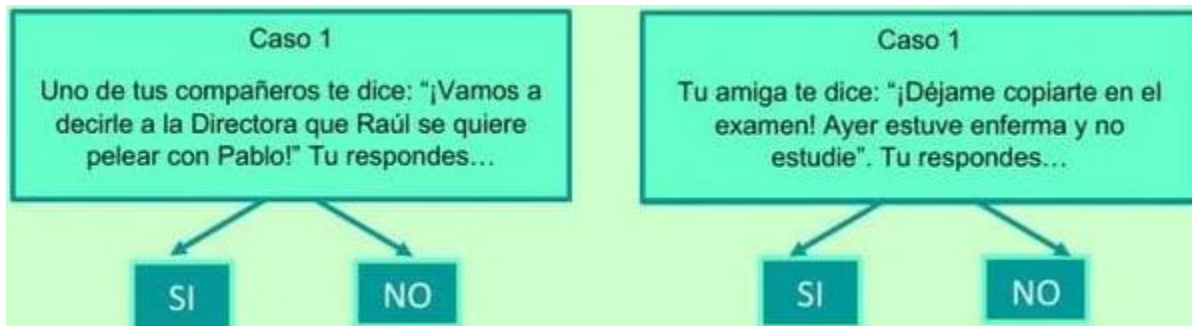 Caso 1
Uno de tus compañeros te dice: “¡Vamos a
decirle a la Directora que Raúl se quiere
pelear con Pablo!” Tu respondes…
SI
NO
Caso 1
Tu amiga te dice: “¡Déjame copiarte en el
examen! Ayer estuve enferma y no
estudie”. Tu respondes…
SI
NO